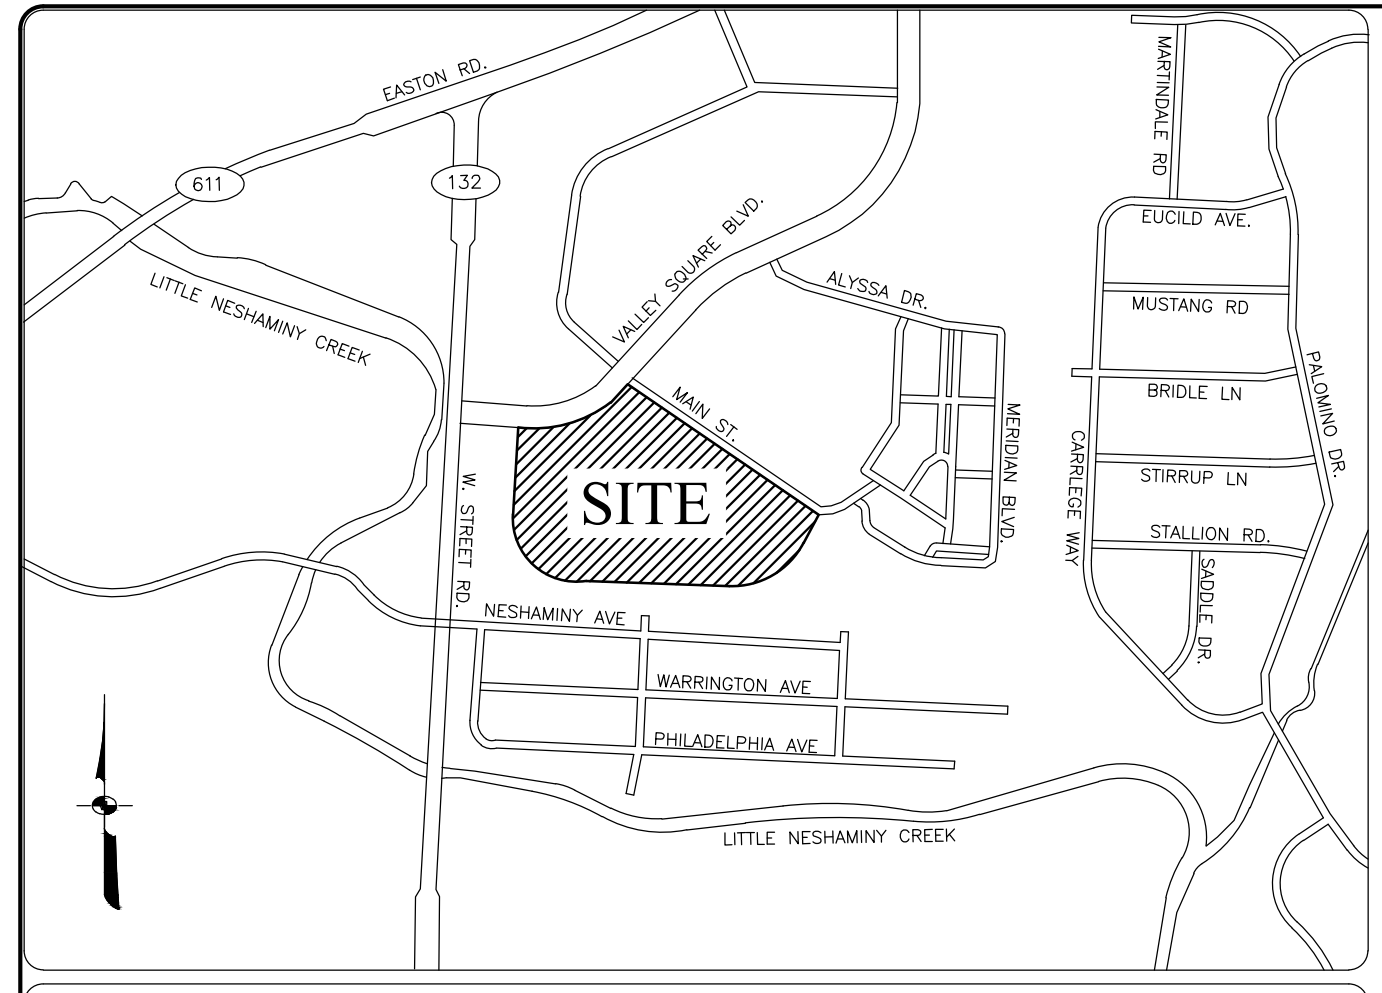 EASTON RD.
MARTINDALE RD
611
132
EUCILD AVE.
VALLEY SQUARE BLVD.
ALYSSA DR.
LITTLE NESHAMINY CREEK
MUSTANG RD
MAIN ST.
BRIDLE LN
PALOMINO DR.
MERIDIAN BLVD.
CARRLEGE WAY
SITE
STIRRUP LN
W. STREET RD.
STALLION RD.
SADDLE DR.
NESHAMINY AVE
WARRINGTON AVE
PHILADELPHIA AVE
LITTLE NESHAMINY CREEK